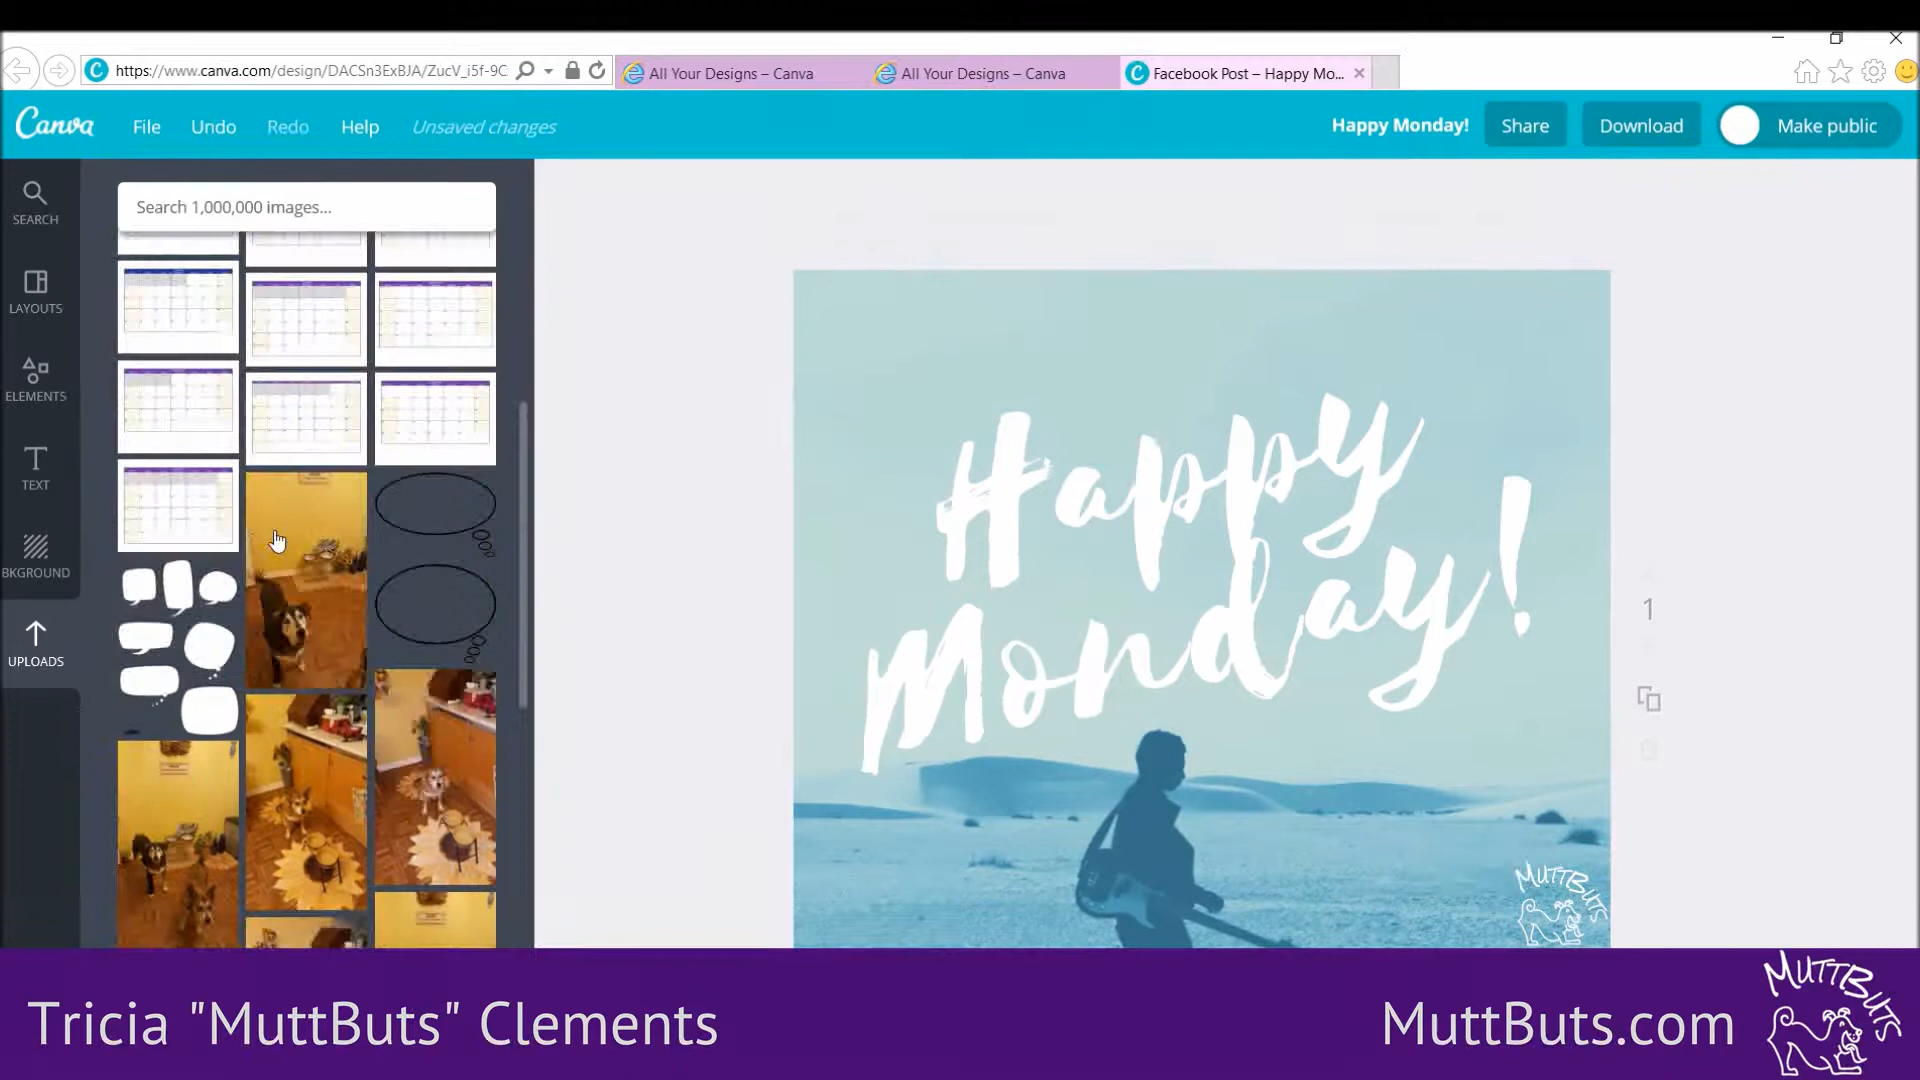 https://www.canva.com/design/DACSn3ExBJA/ZucV_i5f-9C
All Your Designs – Canva
All Your Designs – Canva
Facebook Post – Happy Mo...
Canva
File
Undo
Redo
Help
Unsaved changes
Happy Monday!
Share
Download
Make public
SEARCH
LAYOUTS
ELEMENTS
TEXT
BKGROUND
UPLOADS
Search 1,000,000 images...
Happy
Monday!
1
MUTTBUTS
Tricia "MuttButs" Clements
MuttButs.com
MUTTBUTS